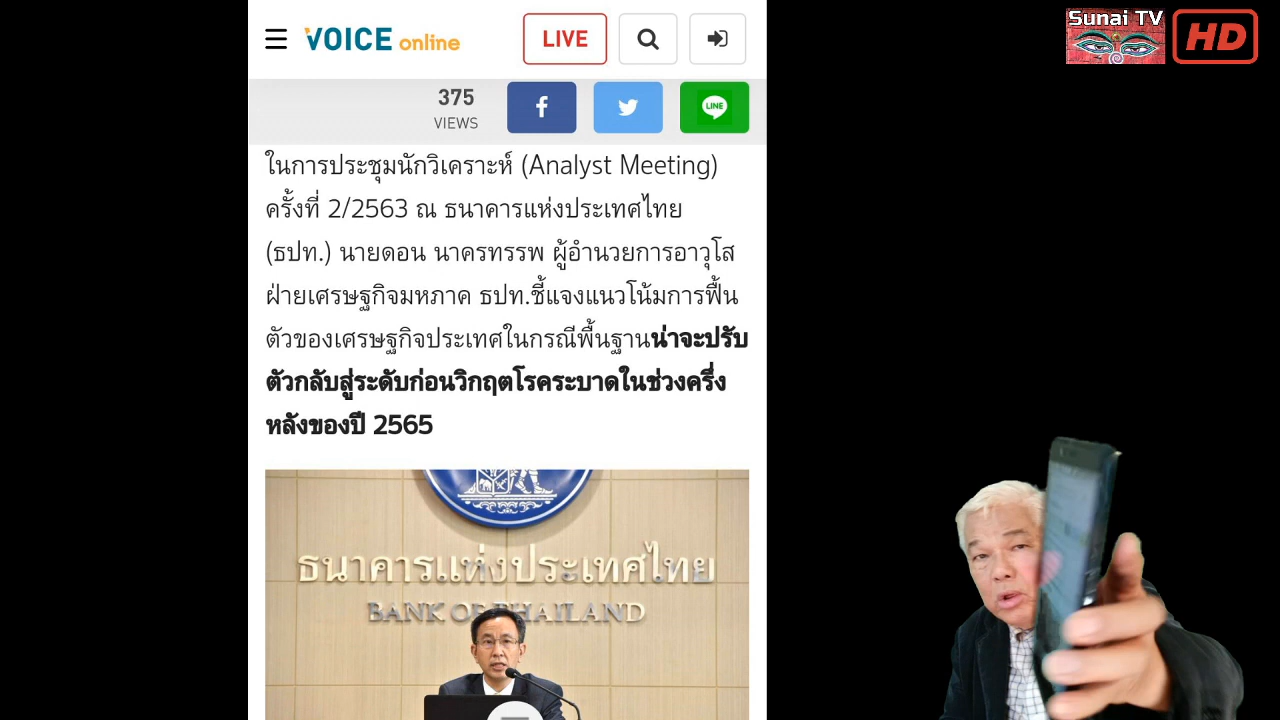 VOICE online
LIVE
Sunai TV
HD
375
VIEWS
LINE
ในการประชุมนักวิเคราะห์ (Analyst Meeting)
ครั้งที่ 2/2563 ณ ธนาคารแห่งประเทศไทย
(ธปท.) นายดอน นาครทรรพ ผู้อำนวยการอาวุโส
ฝ่ายเศรษฐกิจมหภาค ธปท.ชี้แจงแนวโน้มการฟื้น
ตัวของเศรษฐกิจประเทศในกรณีพื้นฐานน่าจะปรับ
ตัวกลับสู่ระดับก่อนวิกฤตโรคระบาดในช่วงครึ่ง
หลังของปี 2565
ธนาคารแห่งประเทศไทย
BANK OF THAILAND